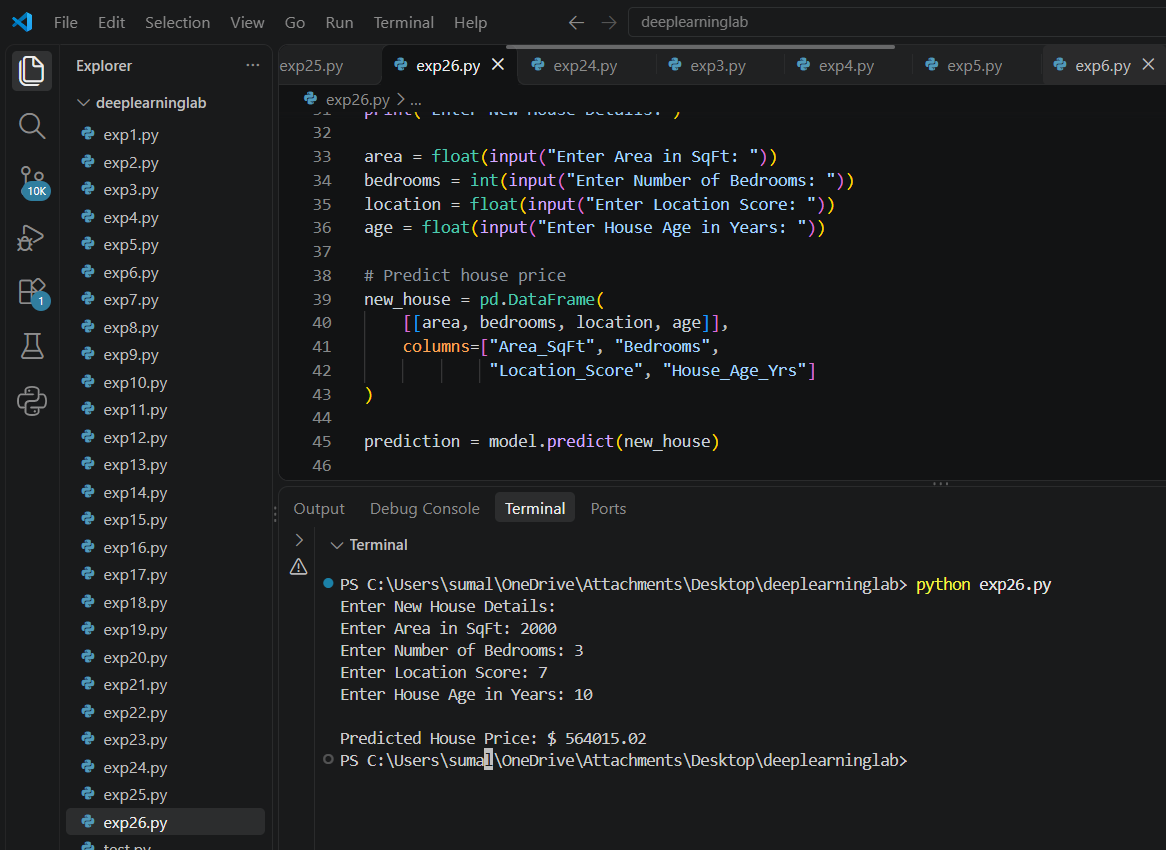 File Edit Selection View Go Run Terminal Help deeplearninglab
Explorer
exp25.py exp26.py exp24.py exp3.py exp4.py exp5.py exp6.py
deeplearninglab
exp1.py
exp2.py
exp3.py
exp4.py
exp5.py
exp6.py
exp7.py
exp8.py
exp9.py
exp10.py
exp11.py
exp12.py
exp13.py
exp14.py
exp15.py
exp16.py
exp17.py
exp18.py
exp19.py
exp20.py
exp21.py
exp22.py
exp23.py
exp24.py
exp25.py
exp26.py
test.py
10K
1
exp26.py > ...
31 print("Enter New House Details:")
32
33 area = float(input("Enter Area in SqFt: "))
34 bedrooms = int(input("Enter Number of Bedrooms: "))
35 location = float(input("Enter Location Score: "))
36 age = float(input("Enter House Age in Years: "))
37
38 # Predict house price
39 new_house = pd.DataFrame(
40 [[area, bedrooms, location, age]],
41 columns=["Area_SqFt", "Bedrooms",
42 "Location_Score", "House_Age_Yrs"]
43 )
44
45 prediction = model.predict(new_house)
46
Output Debug Console Terminal Ports
Terminal
PS C:\Users\sumal\OneDrive\Attachments\Desktop\deeplearninglab> python exp26.py
Enter New House Details:
Enter Area in SqFt: 2000
Enter Number of Bedrooms: 3
Enter Location Score: 7
Enter House Age in Years: 10
Predicted House Price: $ 564015.02
PS C:\Users\sumal\OneDrive\Attachments\Desktop\deeplearninglab>